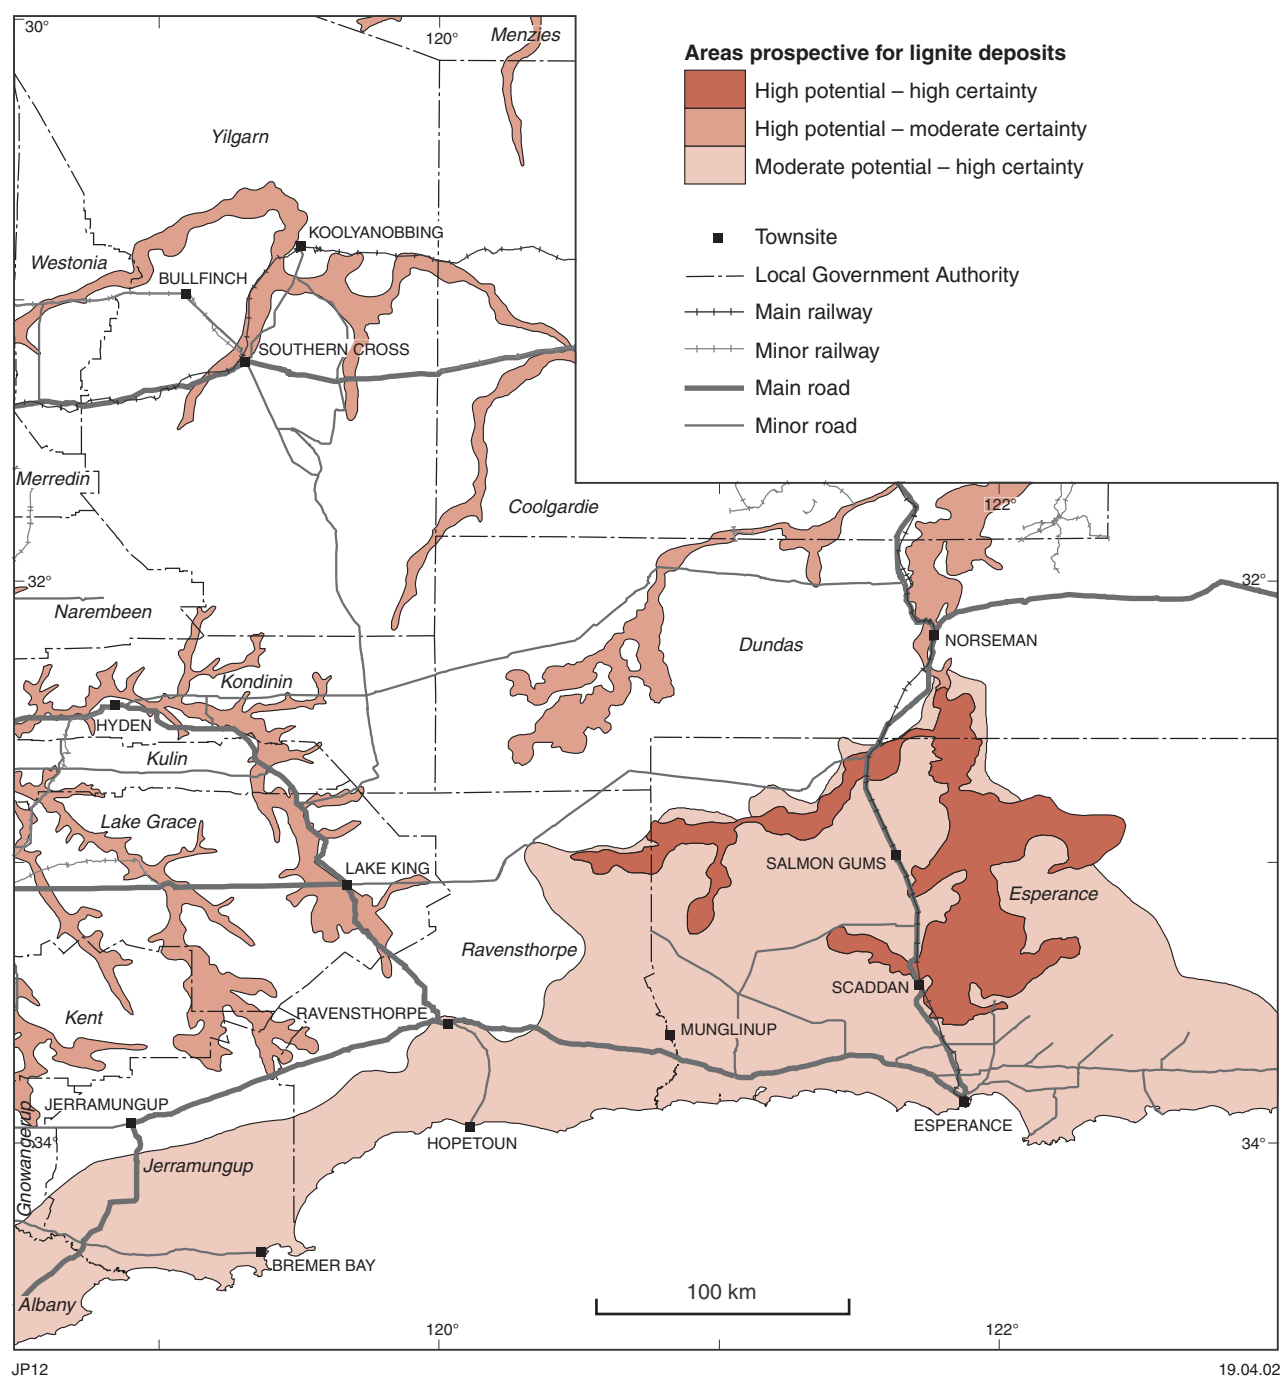 30°
120°
Menzies
Areas prospective for lignite deposits
High potential – high certainty
High potential – moderate certainty
Moderate potential – high certainty
Yilgarn
KOOLYANOBBING
Townsite
Westonia
BULLFINCH
Local Government Authority
Main railway
SOUTHERN CROSS
Minor railway
Main road
Minor road
Merredin
Coolgardie
122°
32°
32°
Narembeen
Dundas
NORSEMAN
Kondinin
HYDEN
Kulin
Lake Grace
LAKE KING
SALMON GUMS
Esperance
Ravensthorpe
SCADDAN
Kent
RAVENSTHORPE
MUNGLINUP
JERRAMUNGUP
ESPERANCE
Gnowangerup
34°
HOPETOUN
34°
Jerramungup
BREMER BAY
Albany
100 km
120°
122°
JP12
19.04.02